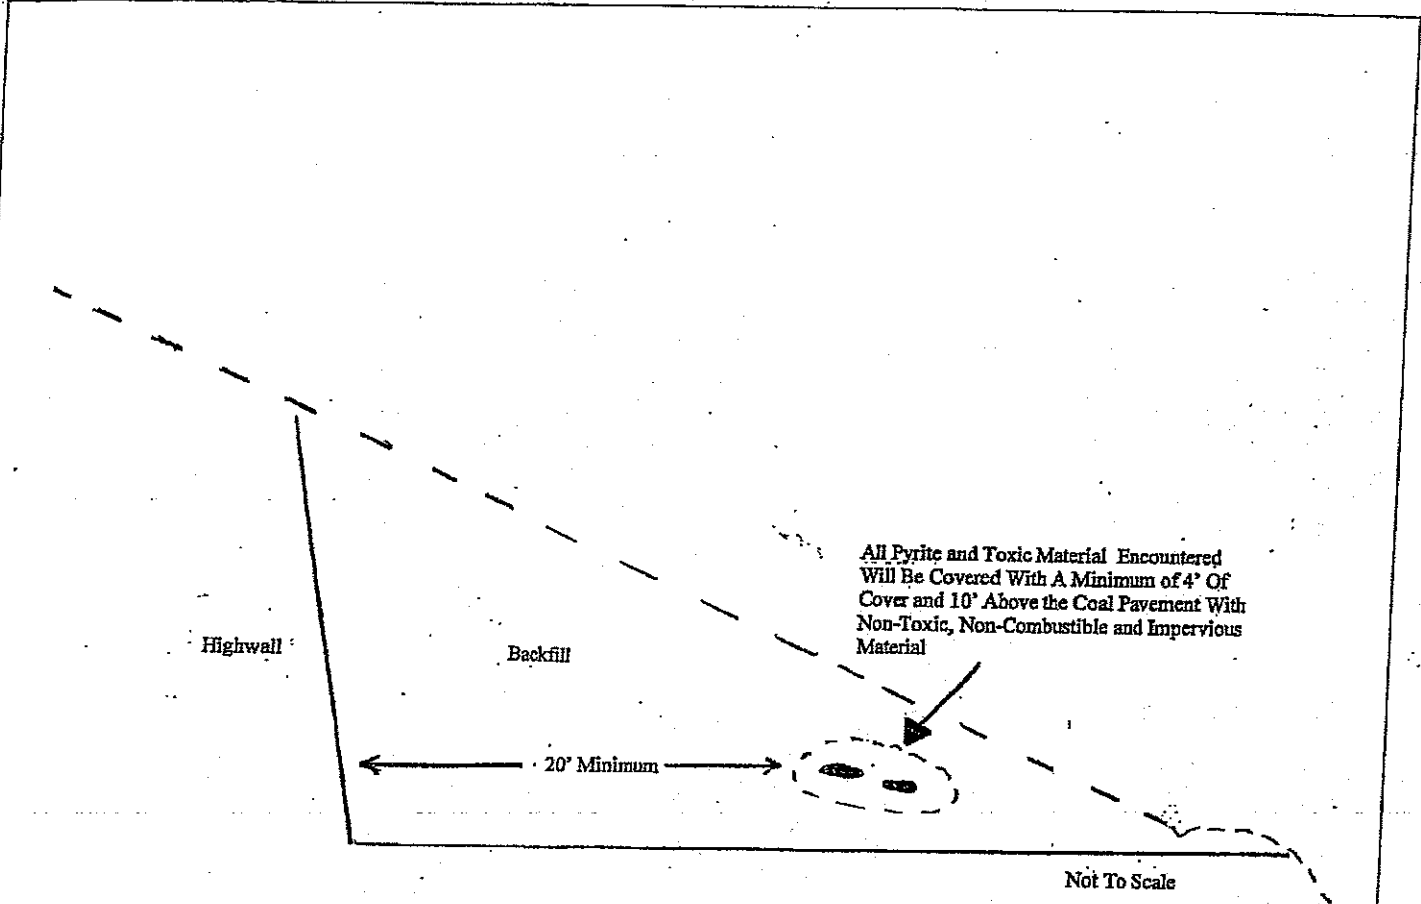 All Pyrite and Toxic Material Encountered
Will Be Covered With A Minimum of 4' Of
Cover and 10' Above the Coal Pavement With
Non-Toxic, Non-Combustible and Impervious
Material
Highwall
Backfill
20' Minimum
Not To Scale